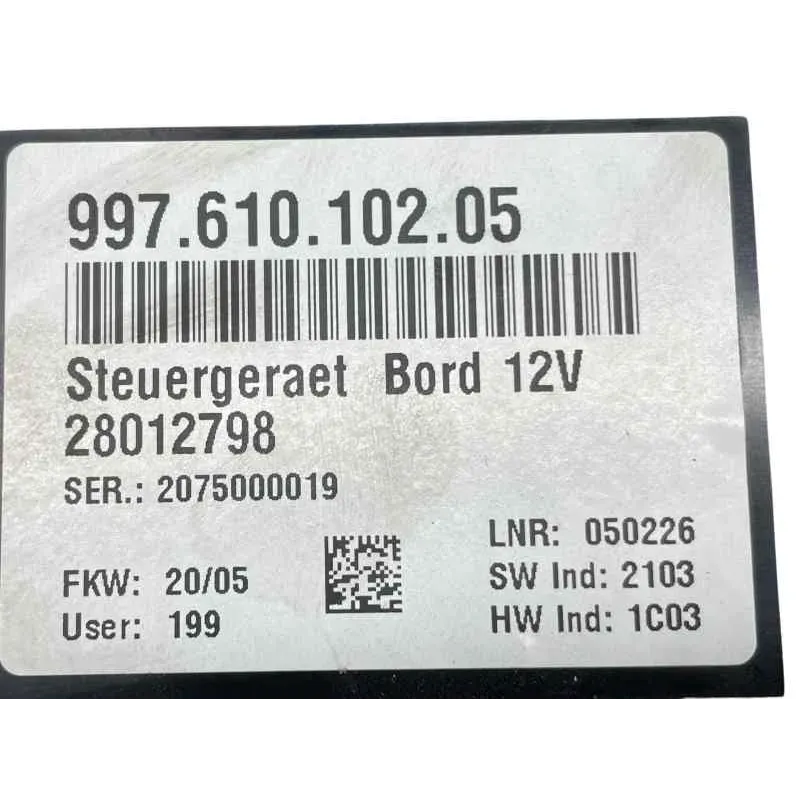 997.610.102.05
Steuergeraet Bord 12V
28012798
SER.: 2075000019
FKW: 20/05
User: 199
LNR: 050226
SW Ind: 2103
HW Ind: 1C03